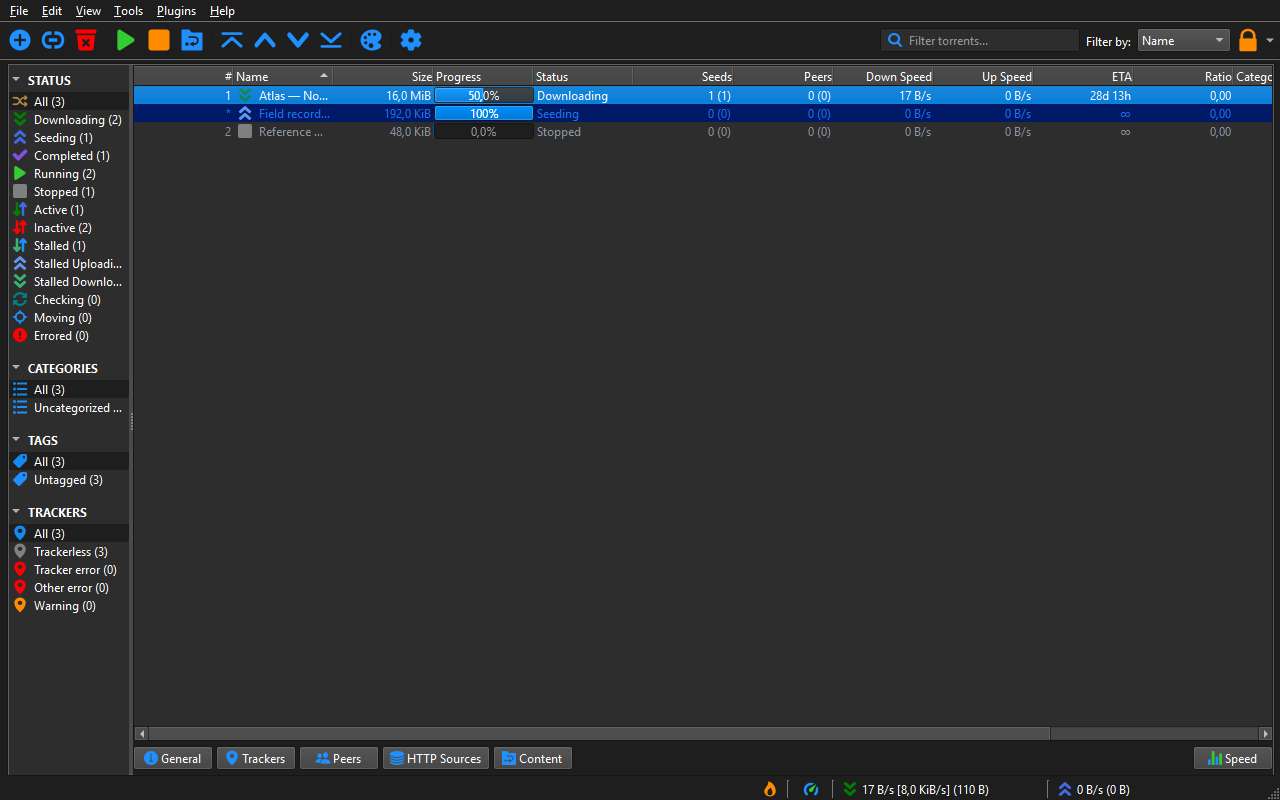 File Edit View Tools Plugins Help
Filter torrents...
Filter by: Name
STATUS
All (3)
Downloading (2)
Seeding (1)
Completed (1)
Running (2)
Stopped (1)
Active (1)
Inactive (2)
Stalled (1)
Stalled Uploadi...
Stalled Downlo...
Checking (0)
Moving (0)
Errored (0)
CATEGORIES
All (3)
Uncategorized ...
TAGS
All (3)
Untagged (3)
TRACKERS
All (3)
Trackerless (3)
Tracker error (0)
Other error (0)
Warning (0)
# Name Size Progress Status Seeds Peers Down Speed Up Speed ETA Ratio Catego
1 Atlas — No... 16,0 MiB 50,0% Downloading 1 (1) 0 (0) 17 B/s 0 B/s 28d 13h 0,00
* Field record... 192,0 KiB 100% Seeding 0 (0) 0 (0) 0 B/s 0 B/s ∞ 0,00
2 Reference ... 48,0 KiB 0,0% Stopped 0 (0) 0 (0) 0 B/s 0 B/s ∞ 0,00
General Trackers Peers HTTP Sources Content Speed
17 B/s [8,0 KiB/s] (110 B) 0 B/s (0 B)